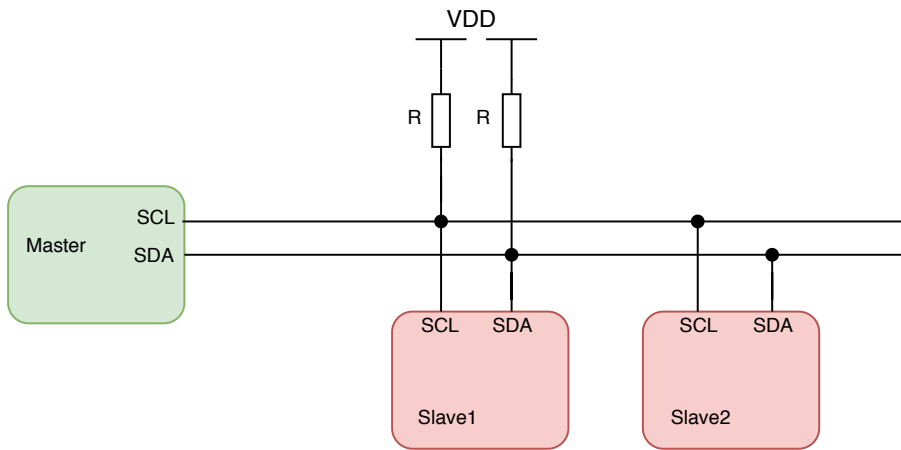 VDD
R
R
SCL
Master
SDA
SCL
SDA
SCL
SDA
Slave1
Slave2